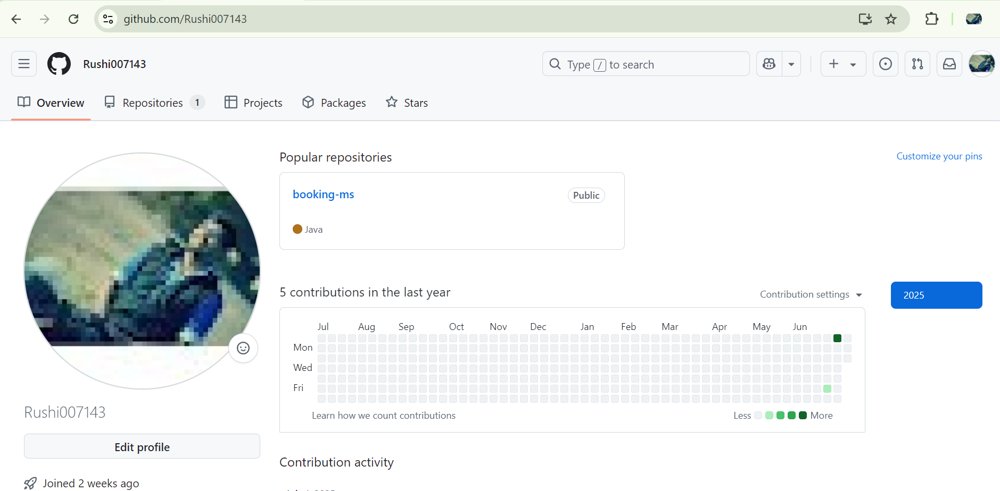 github.com/Rushi007143
Rushi007143
Type / to search
Overview
Repositories 1
Projects
Packages
Stars
Popular repositories
Customize your pins
booking-ms
Public
Java
5 contributions in the last year
Contribution settings
2025
Jul Aug Sep Oct Nov Dec Jan Feb Mar Apr May Jun
Mon
Wed
Fri
Learn how we count contributions
Less More
Rushi007143
Edit profile
Joined 2 weeks ago
Contribution activity